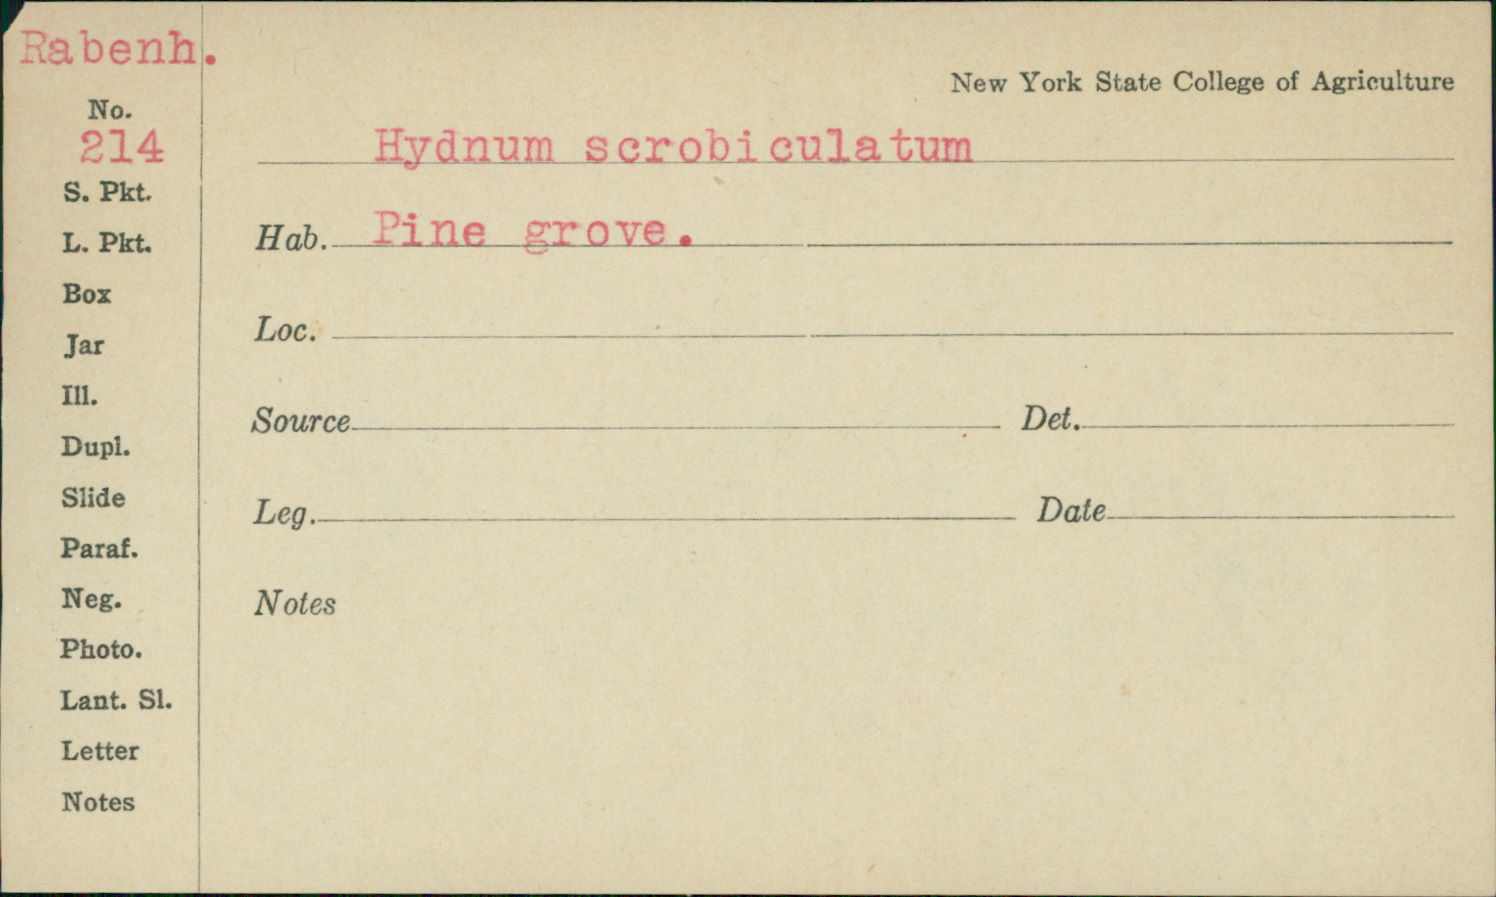 Rabenh.
New York State College of Agriculture
No.
214
Hydnum scrobiculatum
S. Pkt.
Hab. Pine grove.
L. Pkt.
Box
Loc.
Jar
Ill.
Source Det.
Dupl.
Slide
Leg. Date
Paraf.
Neg.
Notes
Photo.
Lant. Sl.
Letter
Notes